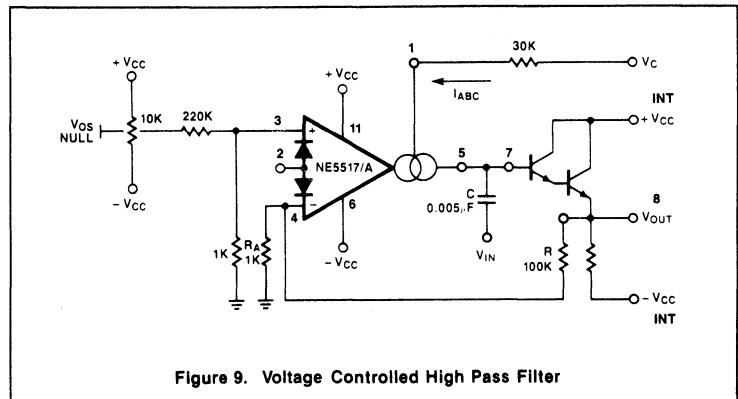 1
30K
VC
IABC
INT
+ VCC
+ VCC
+ VCC
VOS
NULL
10K
220K
3
+
11
2
NE5517/A
5
7
8
VOUT
C
0.005μF
4
−
6
− VCC
1K
RA
1K
− VCC
VIN
R
100K
− VCC
INT
Figure 9. Voltage Controlled High Pass Filter